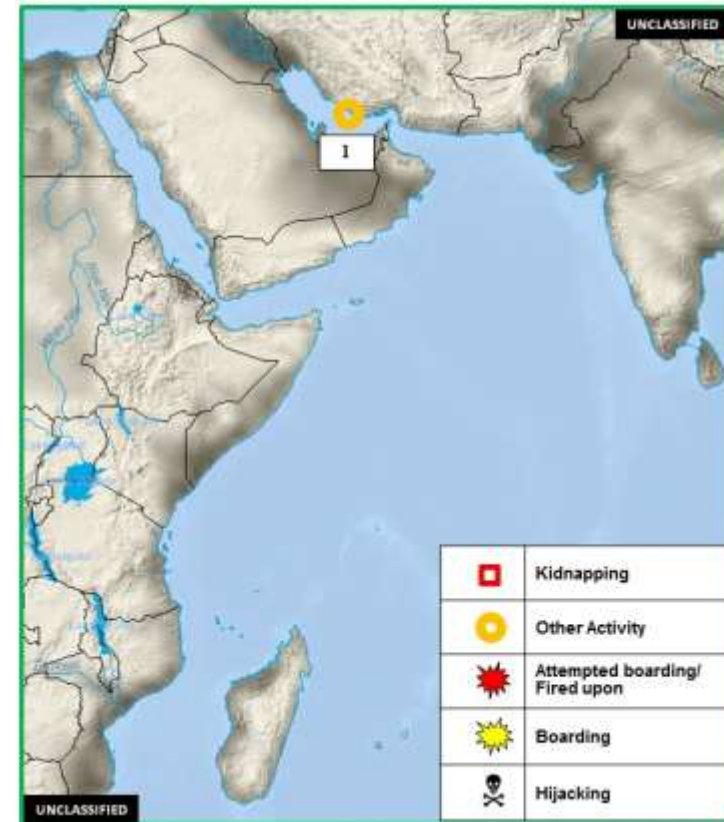 UNCLASSIFIED
1
Kidnapping
Other Activity
Attempted boarding/
Fired upon
Boarding
Hijacking
UNCLASSIFIED